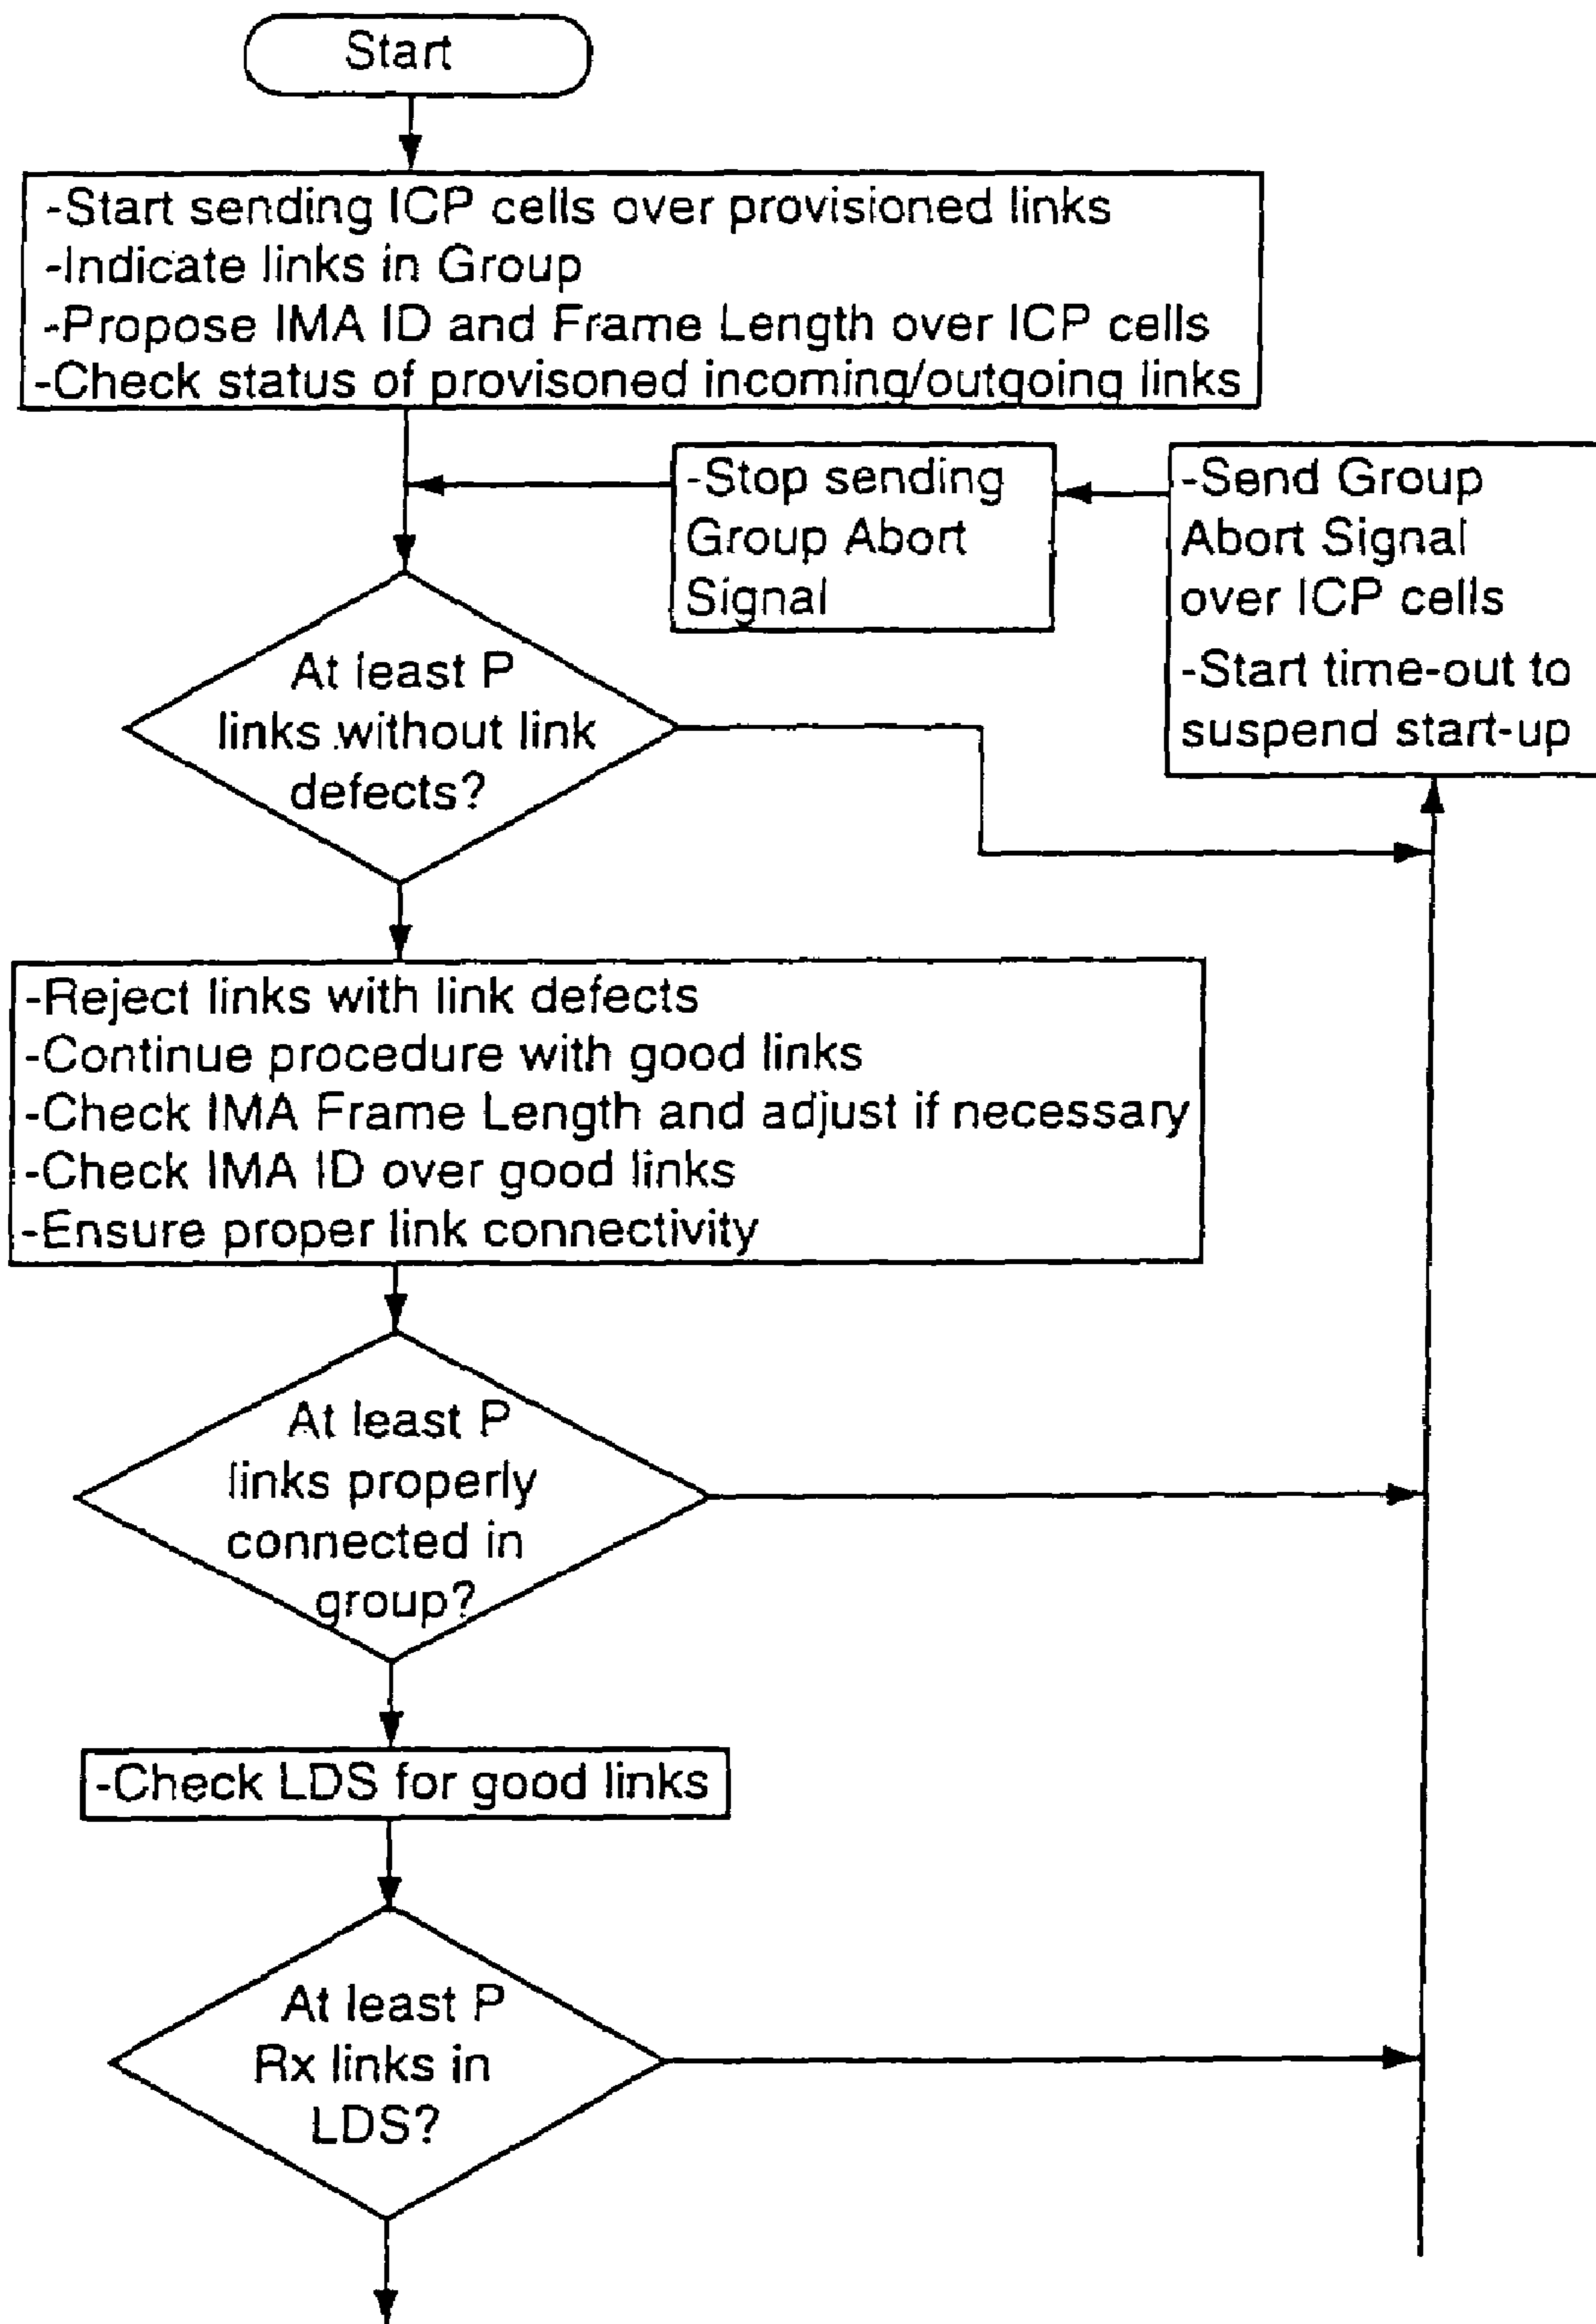 Start
-Start sending ICP cells over provisioned links
-Indicate links in Group
-Propose IMA ID and Frame Length over ICP cells
-Check status of provisoned incoming/outgoing links
-Stop sending
Group Abort
Signal
-Send Group
Abort Signal
over ICP cells
-Start time-out to
suspend start-up
At least P
links without link
defects?
-Reject links with link defects
-Continue procedure with good links
-Check IMA Frame Length and adjust if necessary
-Check IMA ID over good links
-Ensure proper link connectivity
At least P
links properly
connected in
group?
-Check LDS for good links
At least P
Rx links in
LDS?